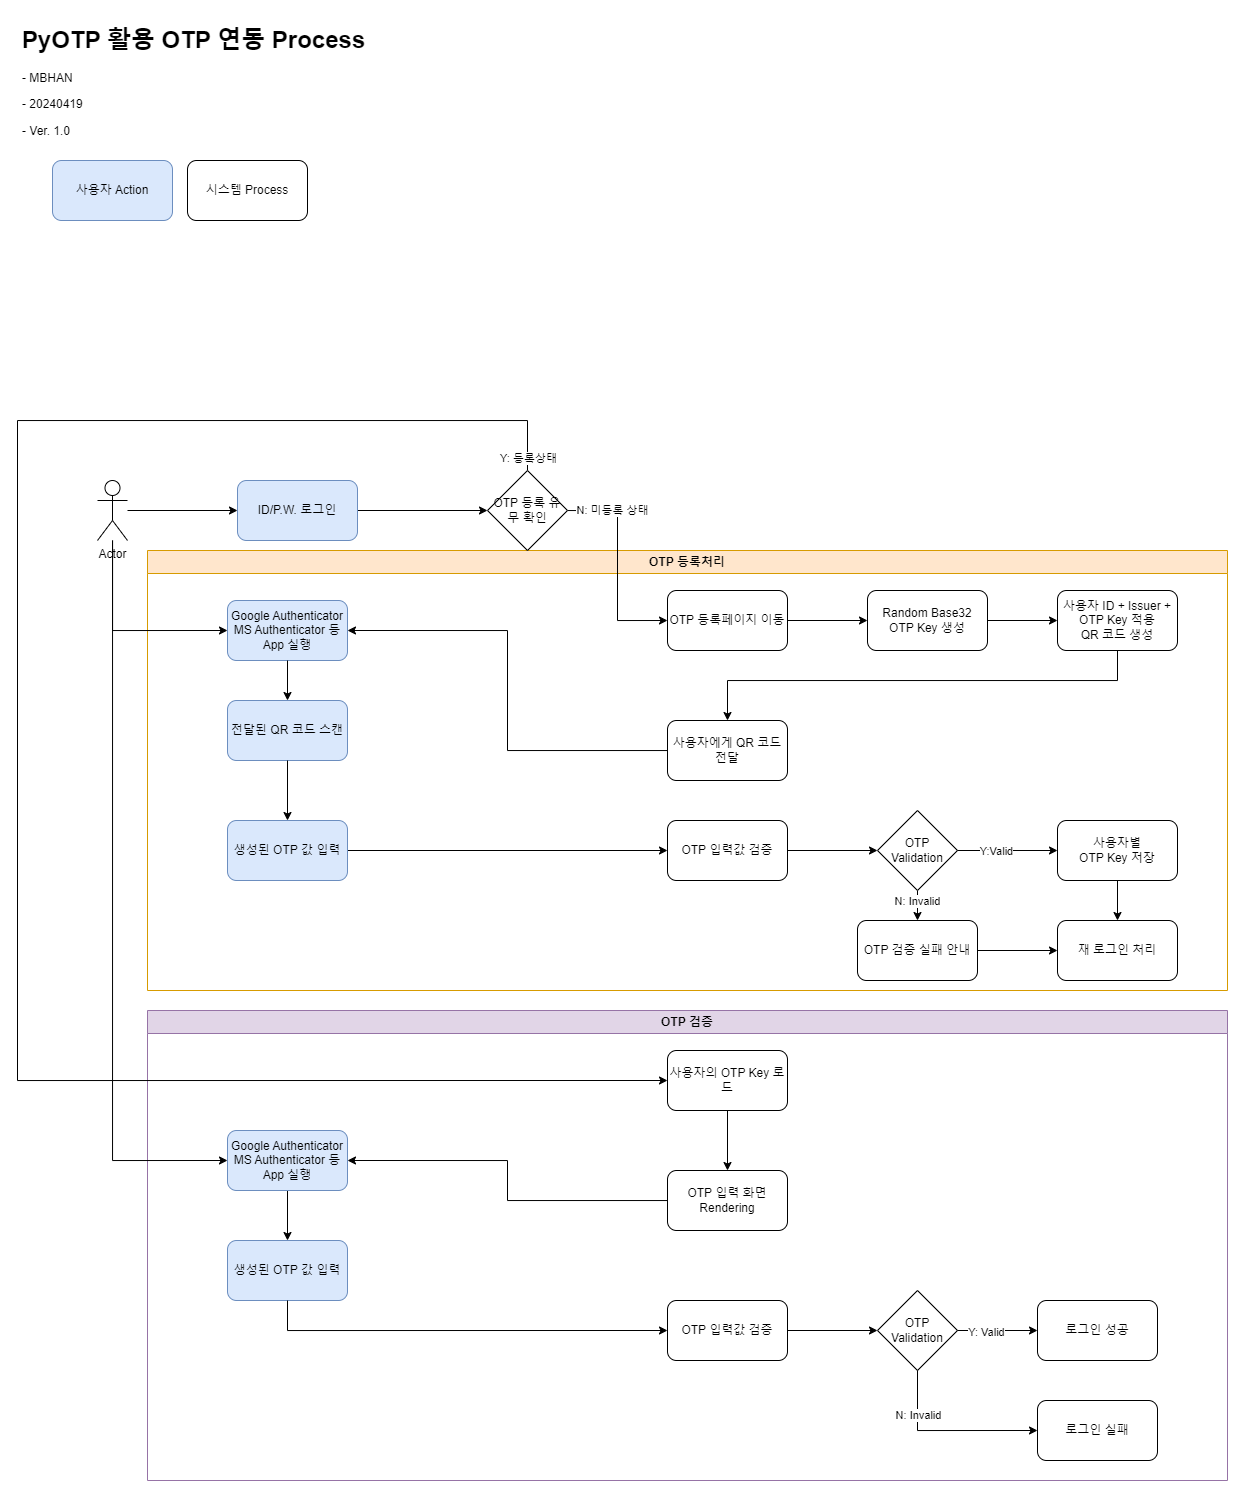 PyOTP 활용 OTP 연동 Process
- MBHAN
- 20240419
- Ver. 1.0
사용자 Action
시스템 Process
Y: 등록상태
Actor
ID/P.W. 로그인
OTP 등록 유
무 확인
N: 미등록 상태
OTP 등록처리
Google Authenticator
MS Authenticator 등
App 실행
OTP 등록페이지 이동
Random Base32
OTP Key 생성
사용자 ID + Issuer +
OTP Key 적용
QR 코드 생성
전달된 QR 코드 스캔
사용자에게 QR 코드
전달
생성된 OTP 값 입력
OTP 입력값 검증
OTP
Validation
Y:Valid
사용자별
OTP Key 저장
N: Invalid
OTP 검증 실패 안내
재 로그인 처리
OTP 검증
사용자의 OTP Key 로
드
Google Authenticator
MS Authenticator 등
App 실행
OTP 입력 화면
Rendering
생성된 OTP 값 입력
OTP 입력값 검증
OTP
Validation
Y: Valid
로그인 성공
N: Invalid
로그인 실패